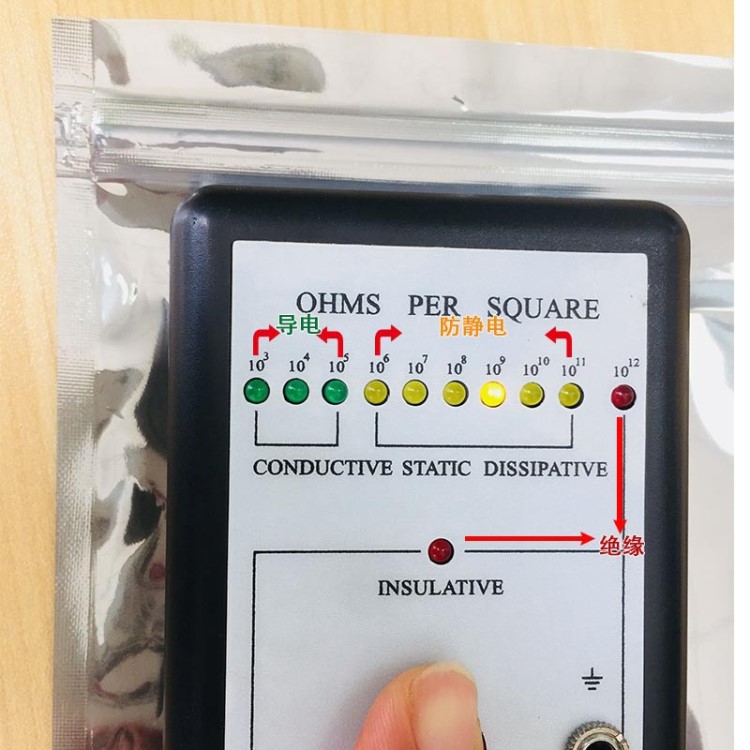 OHMS PER SQUARE
导电 防静电
10³ 10⁴ 10⁵ 10⁶ 10⁷ 10⁸ 10⁹ 10¹⁰ 10¹¹ 10¹²
CONDUCTIVE STATIC DISSIPATIVE
绝缘
INSULATIVE